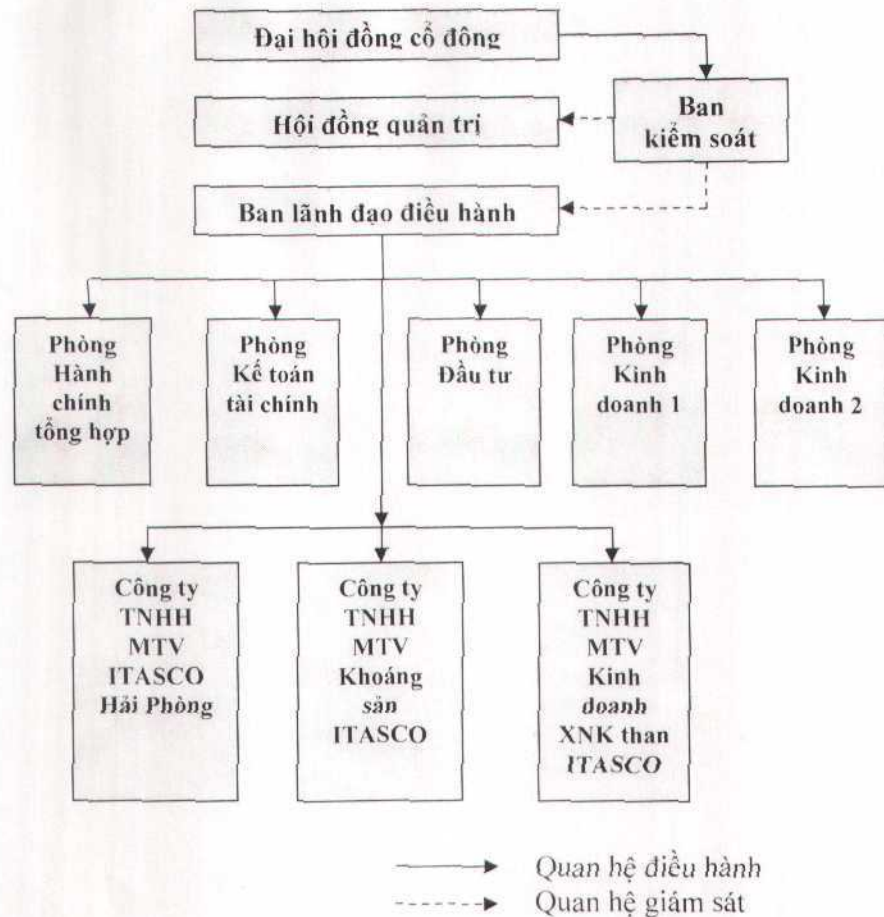 Đại hội đồng cổ đông
Hội đồng quản trị
Ban
kiểm soát
Ban lãnh đạo điều hành
Phòng
Hành
chính
tổng hợp
Phòng
Kế toán
tài chính
Phòng
Đầu tư
Phòng
Kinh
doanh 1
Phòng
Kinh
doanh 2
Công ty
TNHH
MTV
ITASCO
Hải Phòng
Công ty
TNHH
MTV
Khoáng
sản
ITASCO
Công ty
TNHH
MTV
Kinh
doanh
XNK than
ITASCO
Quan hệ điều hành
Quan hệ giám sát